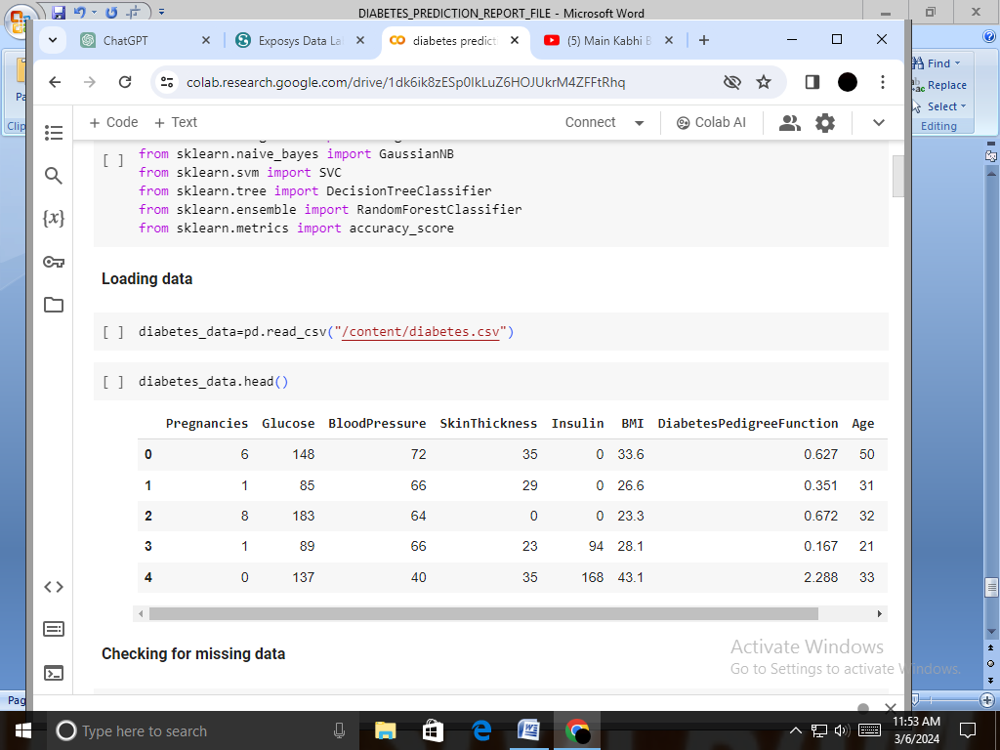 DIABETES_PREDICTION_REPORT_FILE - Microsoft Word
ChatGPT
Exposys Data La
diabetes predict
(5) Main Kabhi B
colab.research.google.com/drive/1dk6ik8zESp0lkLuZ6HOJUkrM4ZFFtRhq
Find
Replace
Select
Editing
Pa
Clip
+ Code + Text
Connect
Colab AI
[ ] from sklearn.naive_bayes import GaussianNB
from sklearn.svm import SVC
from sklearn.tree import DecisionTreeClassifier
from sklearn.ensemble import RandomForestClassifier
from sklearn.metrics import accuracy_score
Loading data
[ ] diabetes_data=pd.read_csv("/content/diabetes.csv")
[ ] diabetes_data.head()
Pregnancies Glucose BloodPressure SkinThickness Insulin BMI DiabetesPedigreeFunction Age
0 6 148 72 35 0 33.6 0.627 50
1 1 85 66 29 0 26.6 0.351 31
2 8 183 64 0 0 23.3 0.672 32
3 1 89 66 23 94 28.1 0.167 21
4 0 137 40 35 168 43.1 2.288 33
Checking for missing data
Activate Windows
Go to Settings to activate Windows.
Pag
Type here to search
11:53 AM
3/6/2024